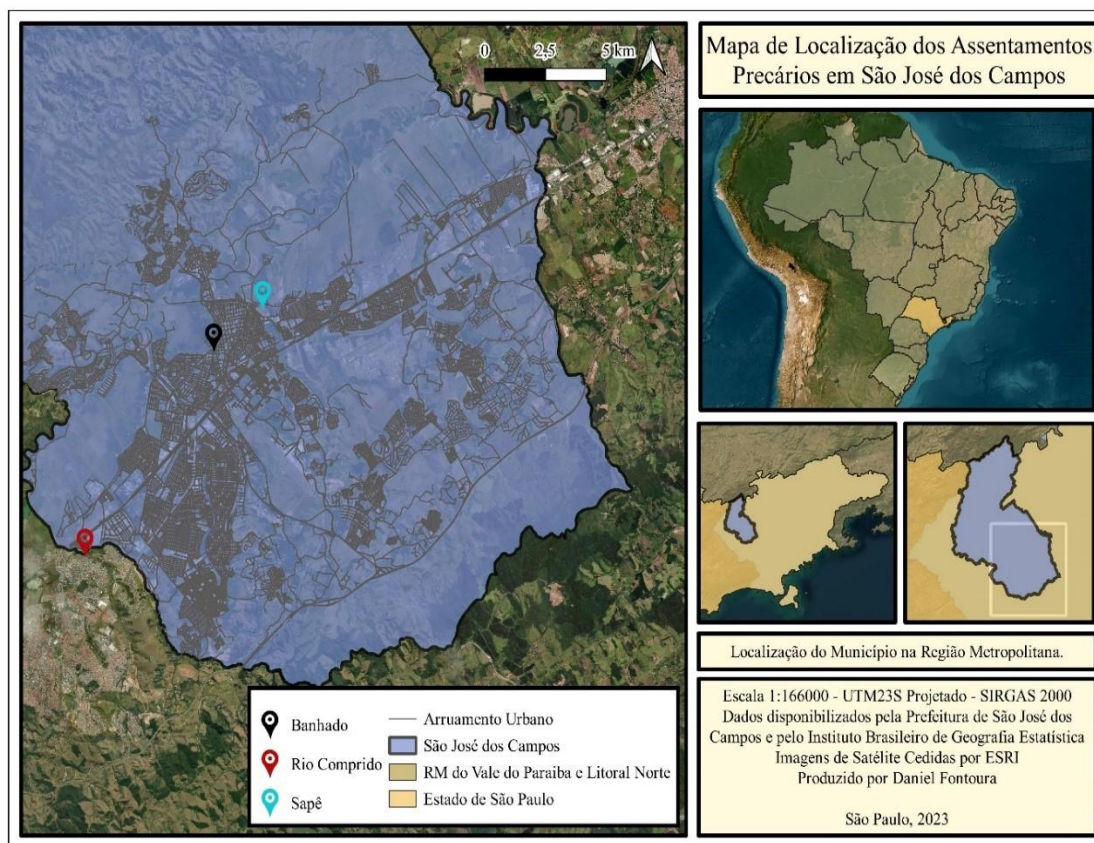 0 2,5 5 km
Mapa de Localização dos Assentamentos
Precários em São José dos Campos
Banhado
Rio Comprido
Sapê
Arruamento Urbano
São José dos Campos
RM do Vale do Paraiba e Litoral Norte
Estado de São Paulo
Localização do Município na Região Metropolitana.
Escala 1:166000 - UTM23S Projetado - SIRGAS 2000
Dados disponibilizados pela Prefeitura de São José dos
Campos e pelo Instituto Brasileiro de Geografia Estatística
Imagens de Satélite Cedidas por ESRI
Produzido por Daniel Fontoura
São Paulo, 2023